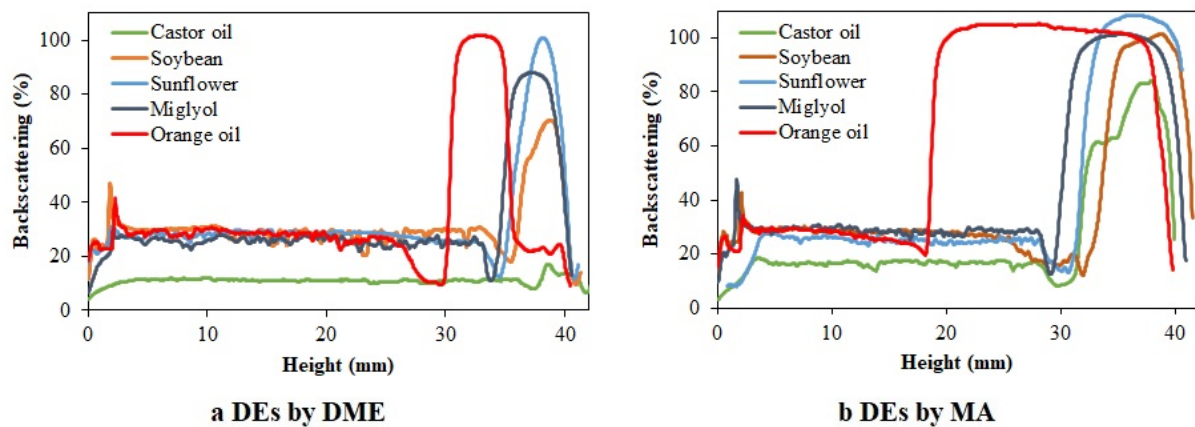 100
80
60
40
20
0
Backscattering (%)
Castor oil
Soybean
Sunflower
Miglyol
Orange oil
0 10 20 30 40
Height (mm)
a DEs by DME
100
80
60
40
20
0
Backscattering (%)
Castor oil
Soybean
Sunflower
Miglyol
Orange oil
0 10 20 30 40
Height (mm)
b DEs by MA